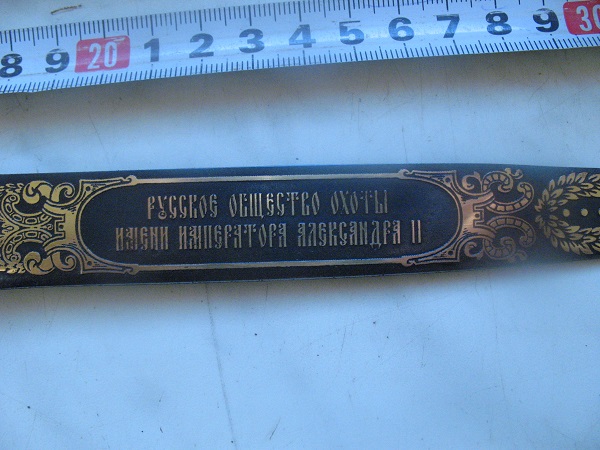 8 9 20 1 2 3 4 5 6 7 8 9 30
РУССКОЕ ОБЩЕСТВО ОХОТЫ
ИМЕНИ ИМПЕРАТОРА АЛЕКСАНДРА II